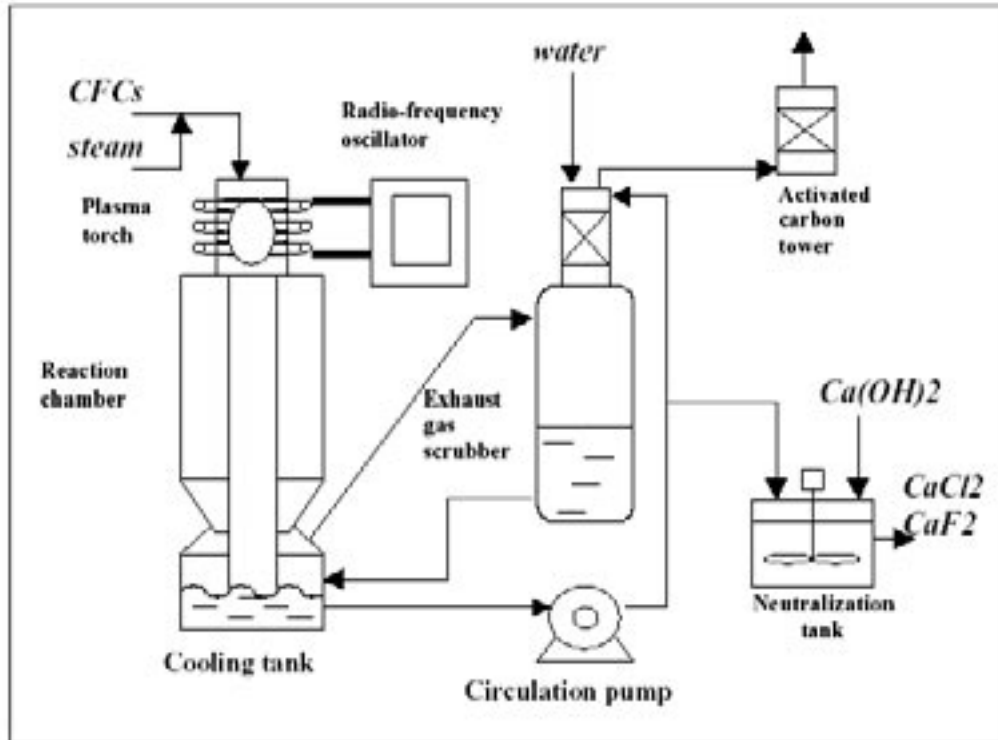 CFCs
steam
Plasma
torch
Radio-frequency
oscillator
water
Activated
carbon
tower
Reaction
chamber
Exhaust
gas
scrubber
Ca(OH)2
CaCl2
CaF2
Neutralization
tank
Cooling tank
Circulation pump